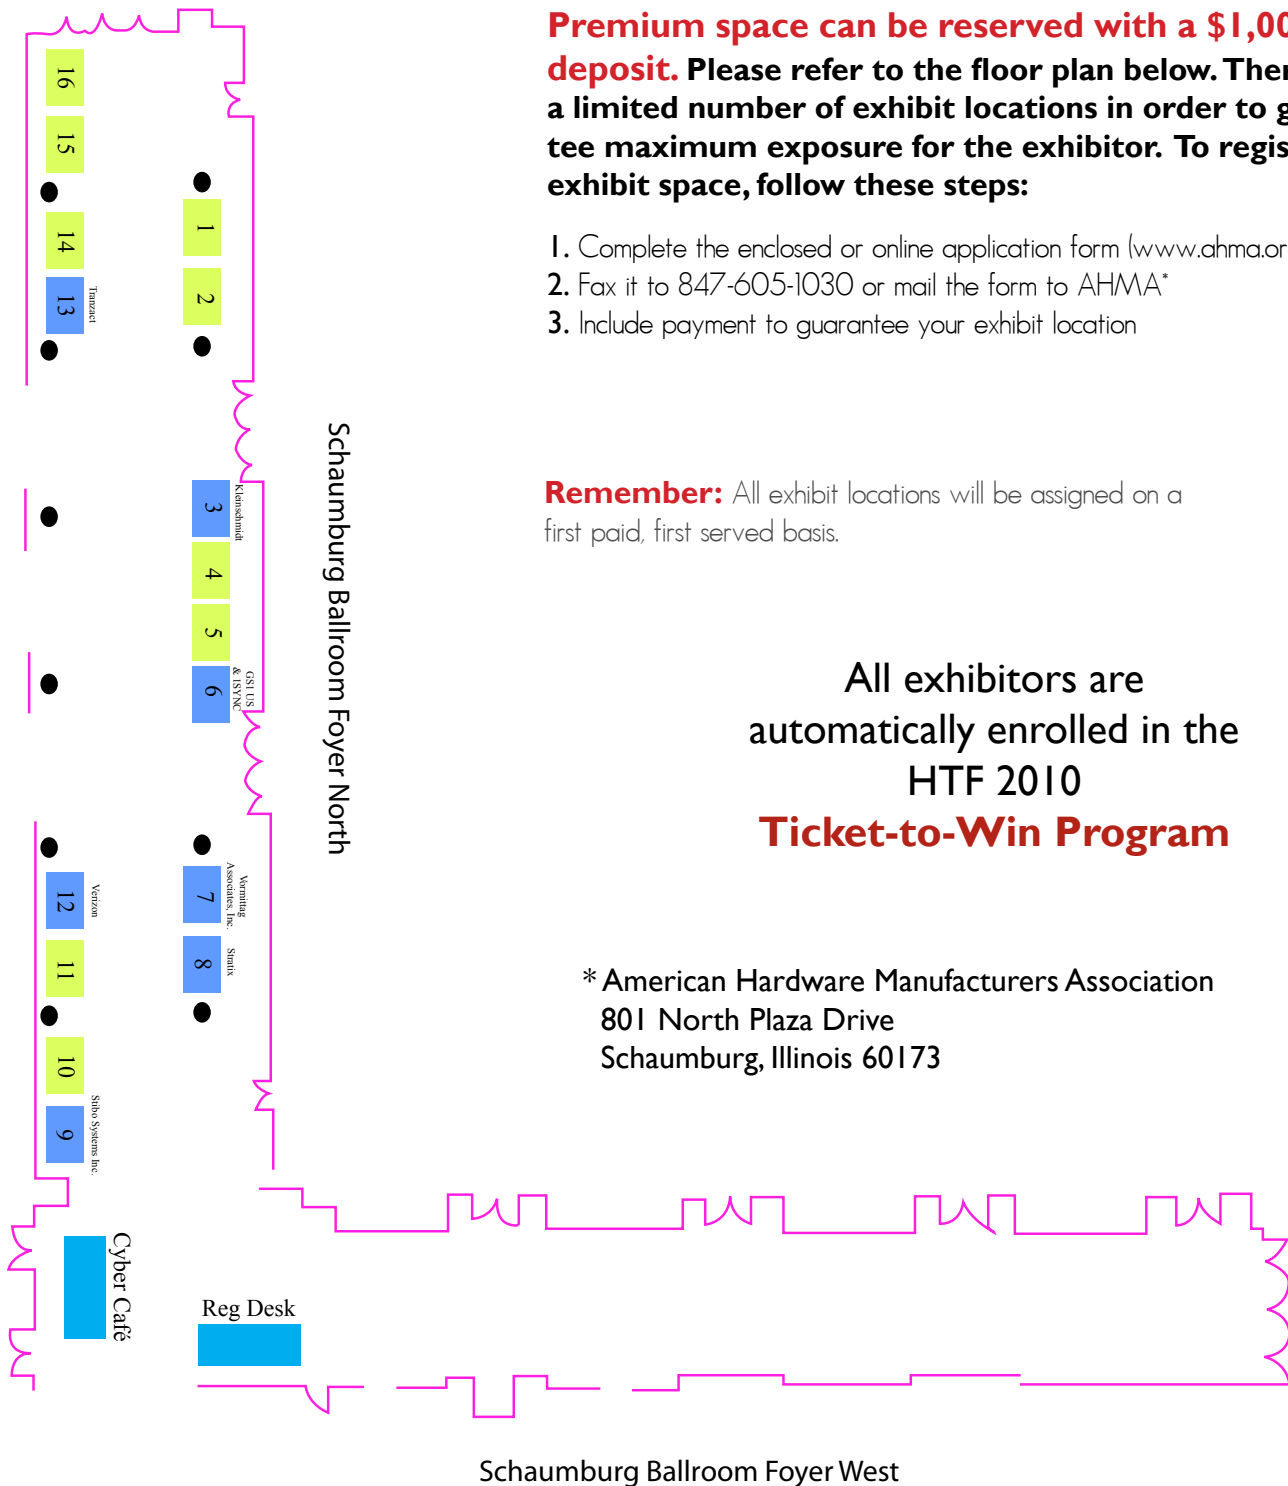 Premium space can be reserved with a $1,00
deposit. Please refer to the floor plan below. Ther
a limited number of exhibit locations in order to g
tee maximum exposure for the exhibitor. To regis
exhibit space, follow these steps:
1. Complete the enclosed or online application form (www.ahma.or
2. Fax it to 847-605-1030 or mail the form to AHMA*
3. Include payment to guarantee your exhibit location
Remember: All exhibit locations will be assigned on a
first paid, first served basis.
All exhibitors are
automatically enrolled in the
HTF 2010
Ticket-to-Win Program
* American Hardware Manufacturers Association
801 North Plaza Drive
Schaumburg, Illinois 60173
16
15
14
13
Tranzact
1
2
3
Kleinschmidt
4
5
6
GS1 US
& 1SYNC
Schaumburg Ballroom Foyer North
7
Vormittag
Associates, Inc.
8
Stratix
12
Verizon
11
10
9
Stibo Systems Inc.
Cyber Café
Reg Desk
Schaumburg Ballroom Foyer West